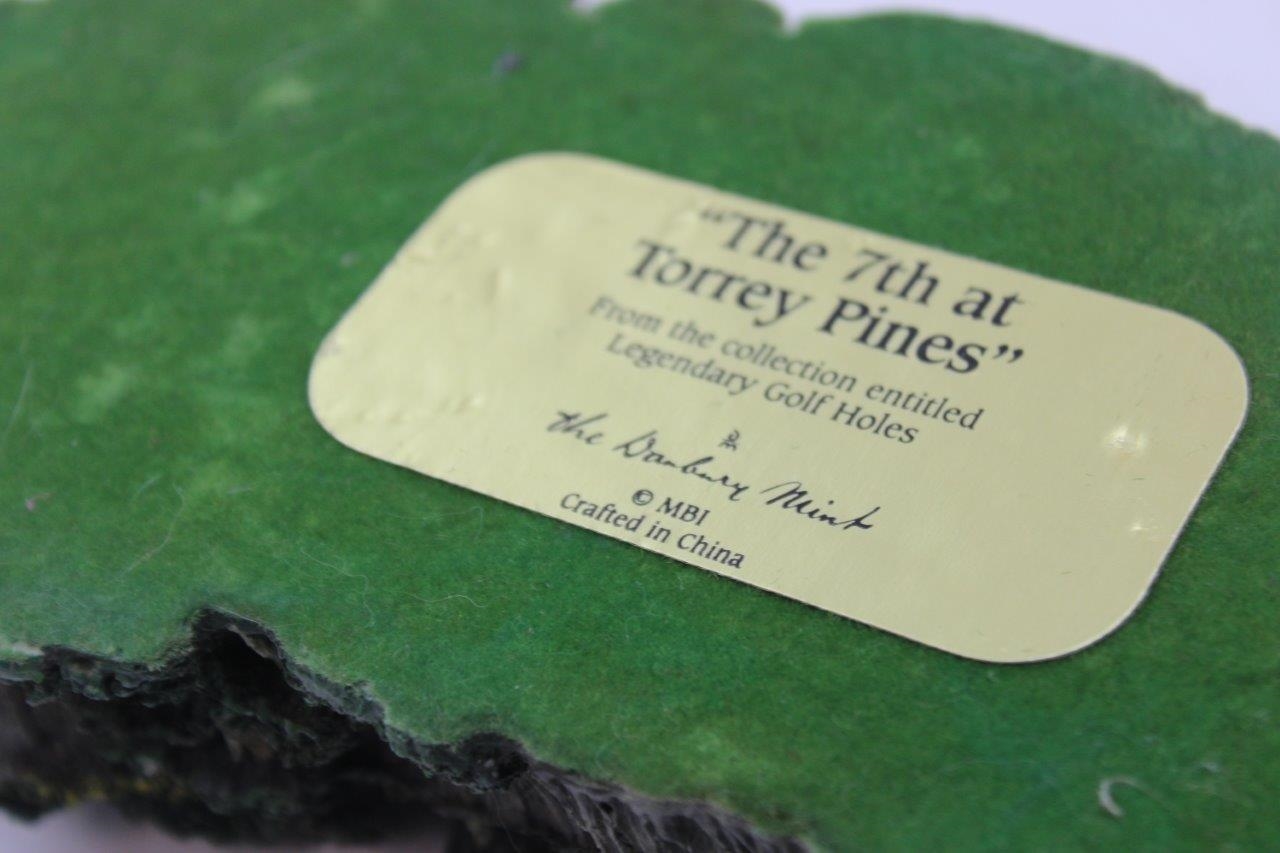 “The 7th at
Torrey Pines”
From the collection entitled
Legendary Golf Holes
the Danbury Mint
© MBI
Crafted in China